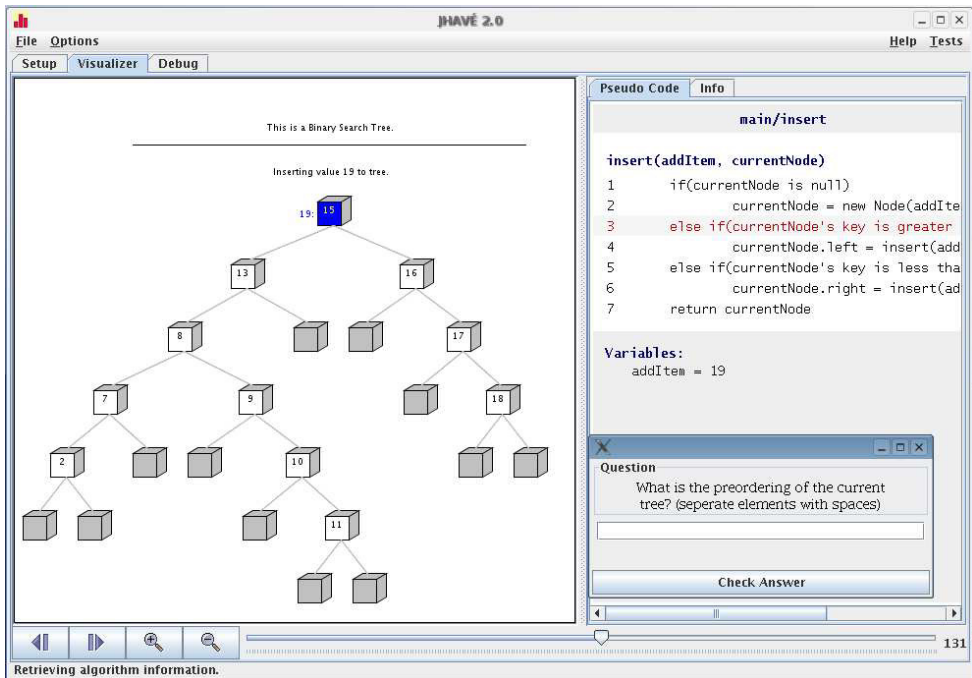 JHAVÉ 2.0
File Options Help Tests
Setup Visualizer Debug
This is a Binary Search Tree.
Inserting value 19 to tree.
19: 15
13 16
8 17
7 9 18
2 10
11
Pseudo Code Info
main/insert
insert(addItem, currentNode)
1 if(currentNode is null)
2 currentNode = new Node(addIte
3 else if(currentNode's key is greater
4 currentNode.left = insert(add
5 else if(currentNode's key is less tha
6 currentNode.right = insert(ad
7 return currentNode
Variables:
addItem = 19
Question
What is the preordering of the current
tree? (seperate elements with spaces)
Check Answer
131
Retrieving algorithm information.